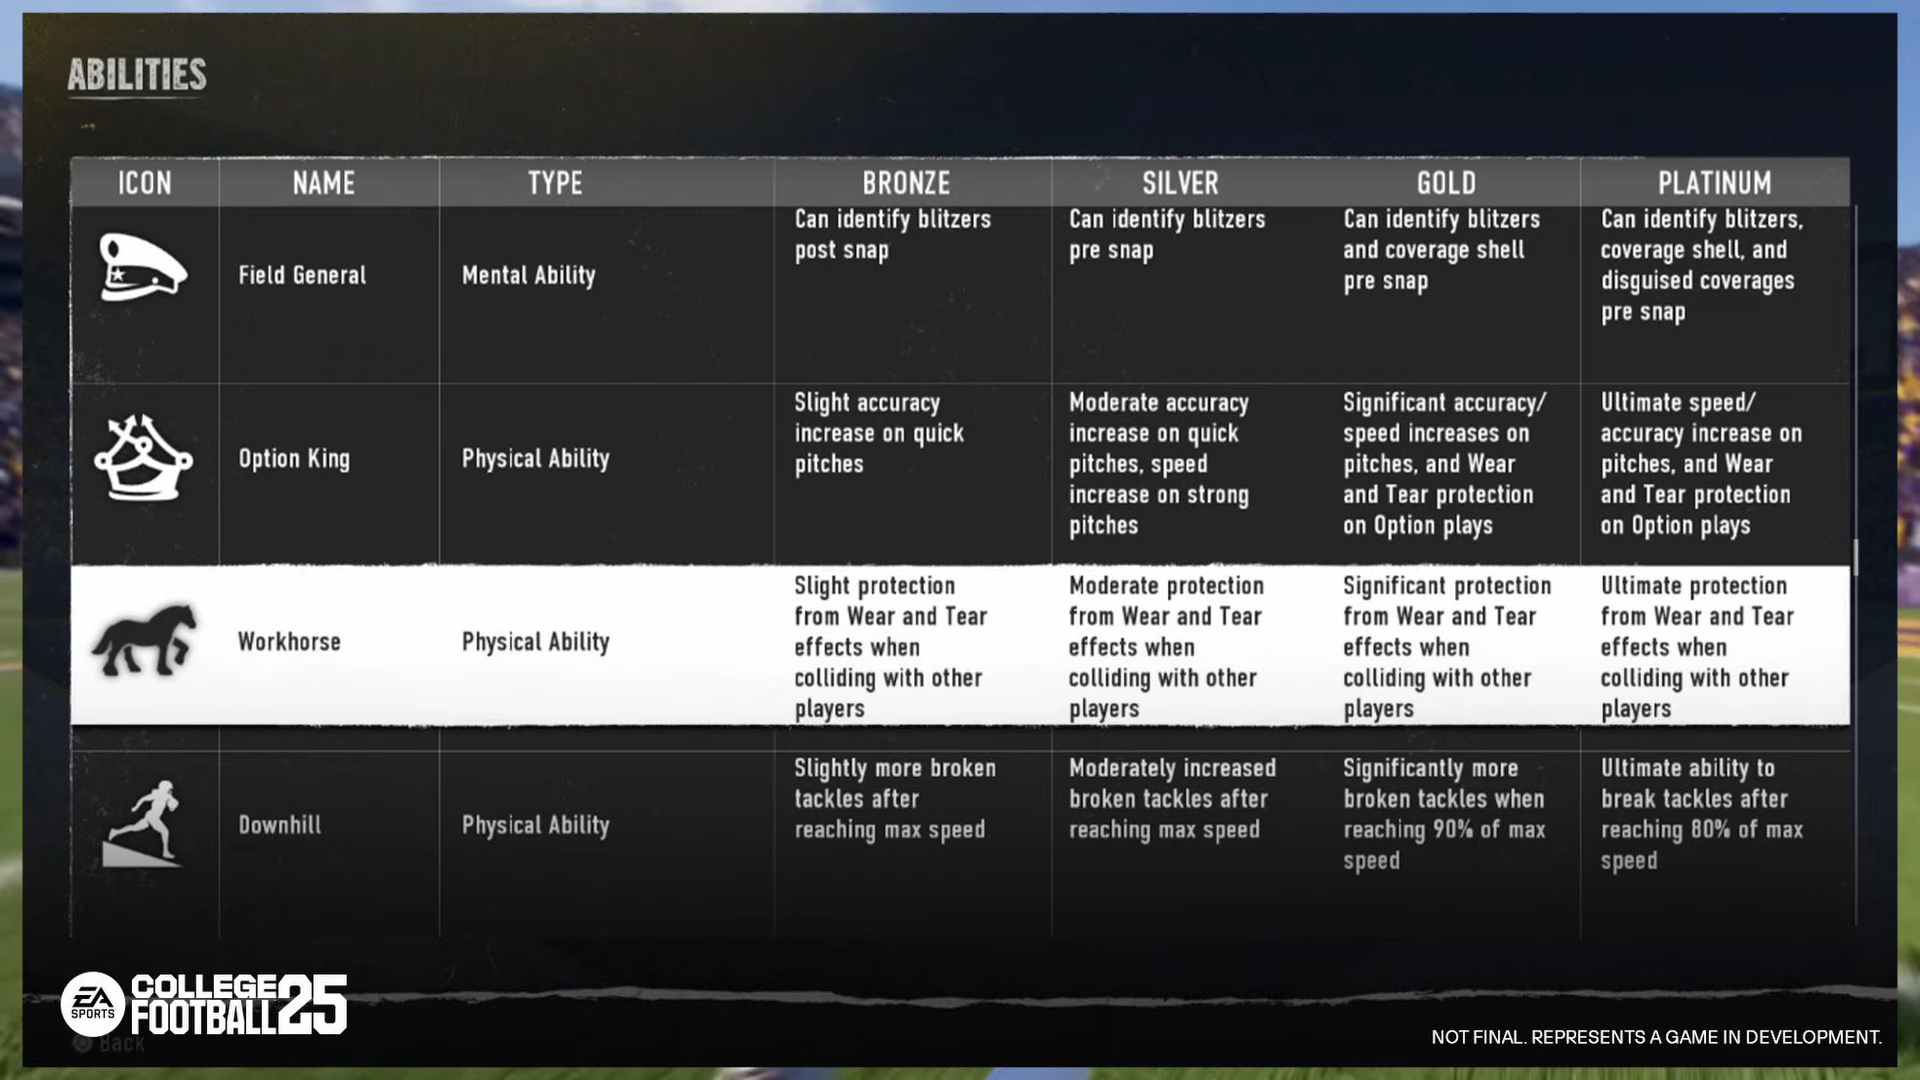 ABILITIES
ICON NAME TYPE BRONZE SILVER GOLD PLATINUM
Field General
Mental Ability
Can identify blitzers
post snap
Can identify blitzers
pre snap
Can identify blitzers
and coverage shell
pre snap
Can identify blitzers,
coverage shell, and
disguised coverages
pre snap
Option King
Physical Ability
Slight accuracy
increase on quick
pitches
Moderate accuracy
increase on quick
pitches, speed
increase on strong
pitches
Significant accuracy/
speed increases on
pitches, and Wear
and Tear protection
on Option plays
Ultimate speed/
accuracy increase on
pitches, and Wear
and Tear protection
on Option plays
Workhorse
Physical Ability
Slight protection
from Wear and Tear
effects when
colliding with other
players
Moderate protection
from Wear and Tear
effects when
colliding with other
players
Significant protection
from Wear and Tear
effects when
colliding with other
players
Ultimate protection
from Wear and Tear
effects when
colliding with other
players
Downhill
Physical Ability
Slightly more broken
tackles after
reaching max speed
Moderately increased
broken tackles after
reaching max speed
Significantly more
broken tackles when
reaching 90% of max
speed
Ultimate ability to
break tackles after
reaching 80% of max
speed
EA
SPORTS
COLLEGE
FOOTBALL 25
Back
NOT FINAL. REPRESENTS A GAME IN DEVELOPMENT.